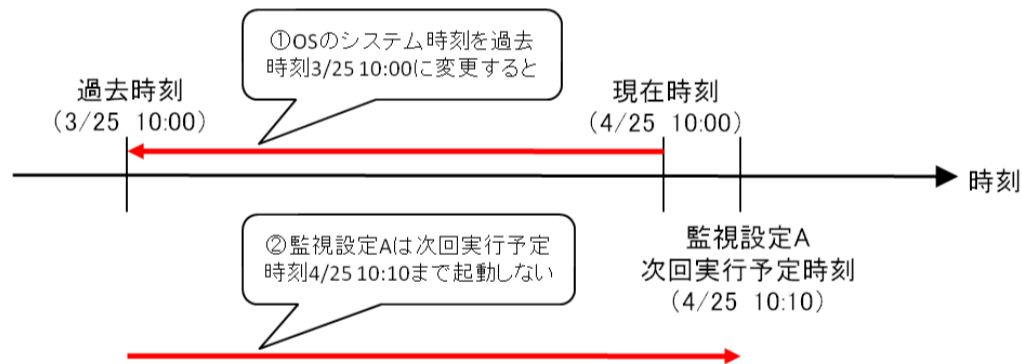 ①OSのシステム時刻を過去
時刻3/25 10:00に変更すると
過去時刻
（3/25 10:00）
現在時刻
（4/25 10:00）
時刻
②監視設定Aは次回実行予定
時刻4/25 10:10まで起動しない
監視設定A
次回実行予定時刻
（4/25 10:10）